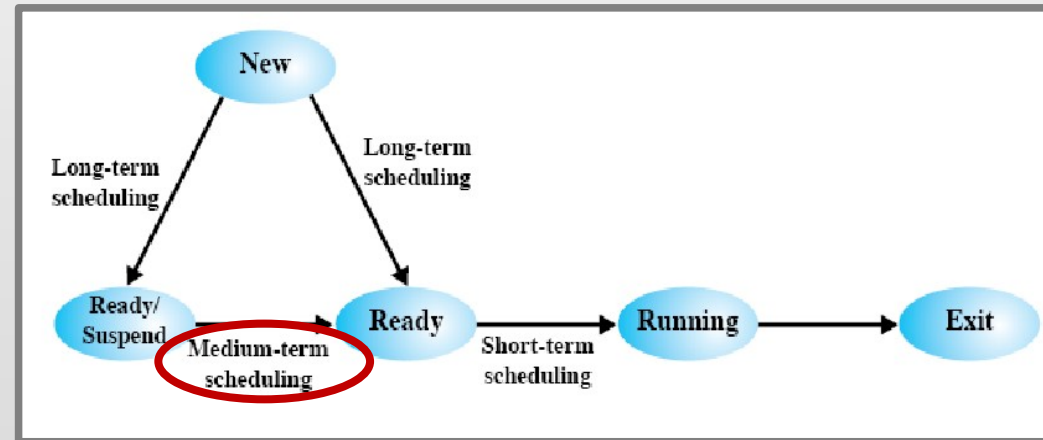 New
Long-term
scheduling
Long-term
scheduling
Ready/
Suspend
Medium-term
scheduling
Ready
Short-term
scheduling
Running
Exit